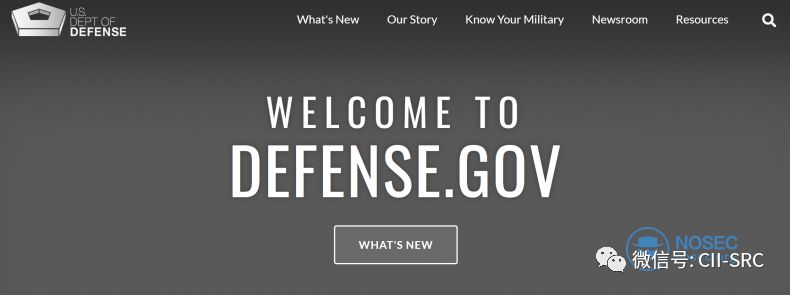 U.S.
DEPT OF
DEFENSE
What's New
Our Story
Know Your Military
Newsroom
Resources
WELCOME TO
DEFENSE.GOV
WHAT'S NEW
NOSEC
微信号: CII-SRC